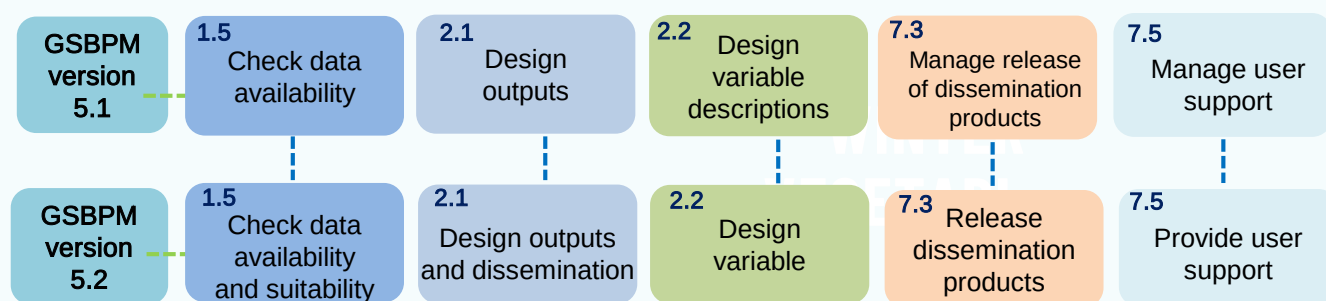 GSBPM
version
5.1
1.5
Check data
availability
2.1
Design
outputs
2.2
Design
variable
descriptions
7.3
Manage release
of dissemination
products
7.5
Manage user
support
WINTER
GSBPM
version
5.2
1.5
Check data
availability
and suitability
2.1
Design outputs
and dissemination
2.2
Design
variable
7.3
Release
dissemination
products
7.5
Provide user
support